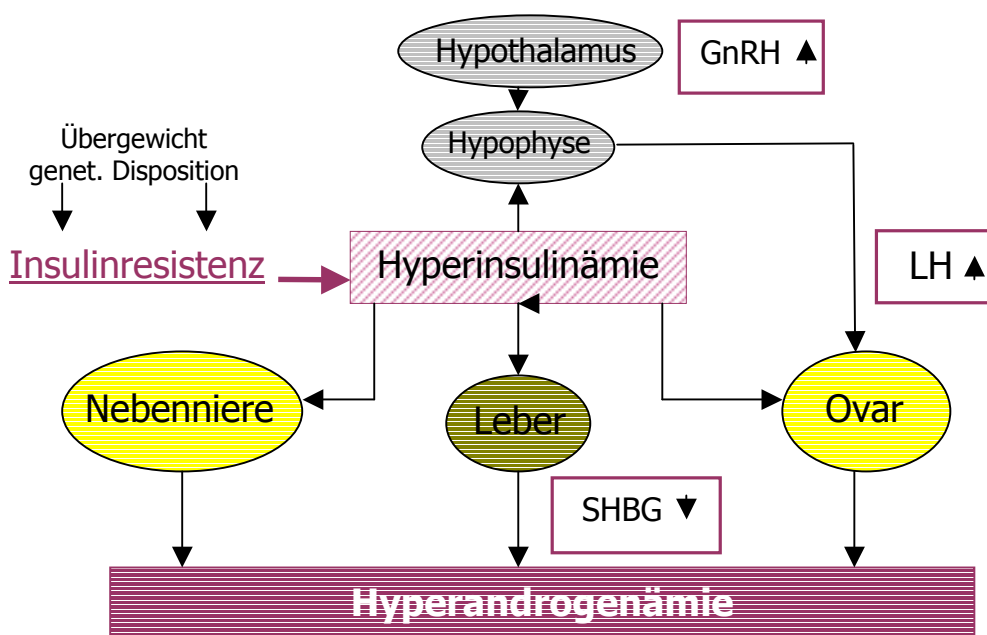 Hypothalamus
GnRH
Hypophyse
Übergewicht
genet. Disposition
Insulinresistenz
Hyperinsulinämie
LH
Nebenniere
Leber
Ovar
SHBG
Hyperandrogenämie